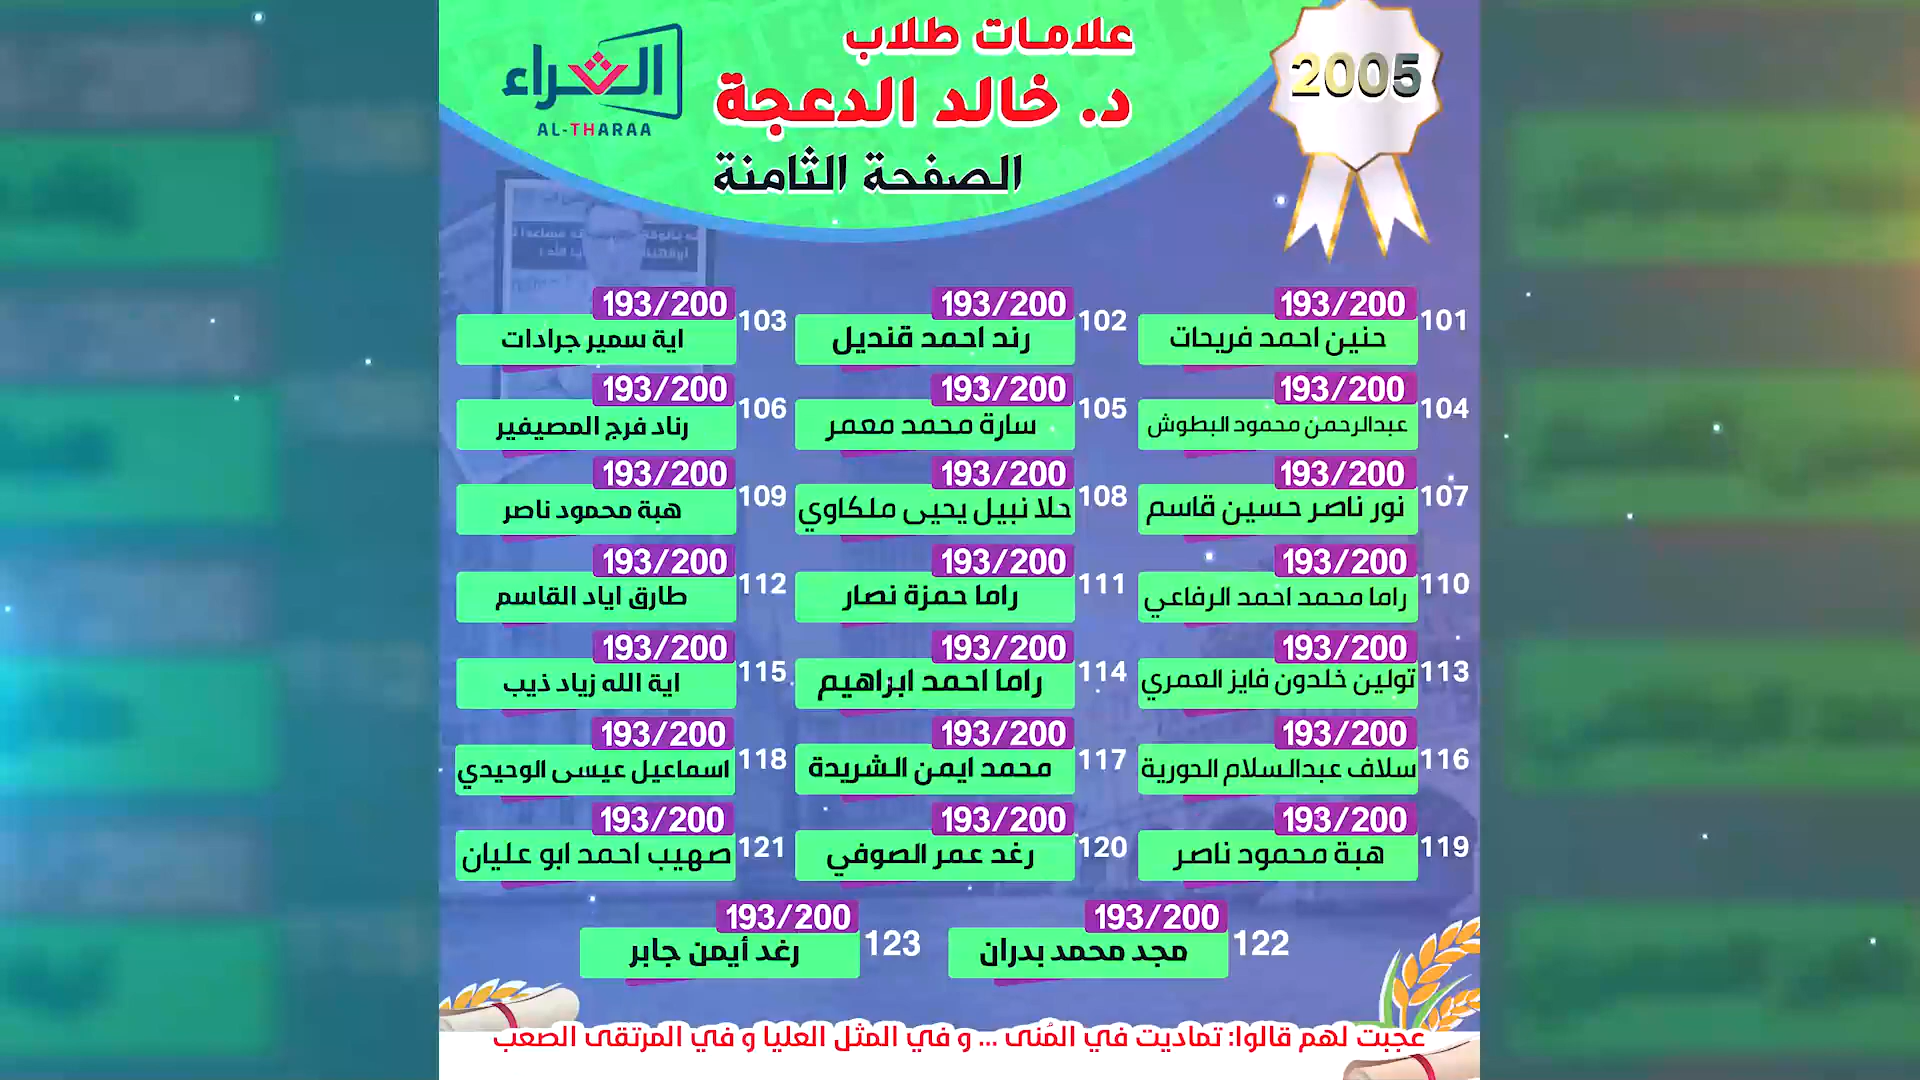 علامات طلاب
د. خالد الدعجة
الصفحة الثامنة
الثراء
AL-THARAA
2005
193/200
101
حنين احمد فريحات
193/200
102
رند احمد قنديل
193/200
103
اية سمير جرادات
193/200
104
عبدالرحمن محمود البطوش
193/200
105
سارة محمد معمر
193/200
106
رناد فرج المصيفير
193/200
107
نور ناصر حسين قاسم
193/200
108
حلا نبيل يحيى ملكاوي
193/200
109
هبة محمود ناصر
193/200
110
راما محمد احمد الرفاعي
193/200
111
راما حمزة نصار
193/200
112
طارق اياد القاسم
193/200
113
تولين خلدون فايز العمري
193/200
114
راما احمد ابراهيم
193/200
115
اية الله زياد ذيب
193/200
116
سلاف عبدالسلام الحورية
193/200
117
محمد ايمن الشريدة
193/200
118
اسماعيل عيسى الوحيدي
193/200
119
هبة محمود ناصر
193/200
120
رغد عمر الصوفي
193/200
121
صهيب احمد ابو عليان
193/200
122
مجد محمد بدران
193/200
123
رغد أيمن جابر
عجبت لهم قالوا: تماديت في المُنى ... و في المثل العليا و في المرتقى الصعب